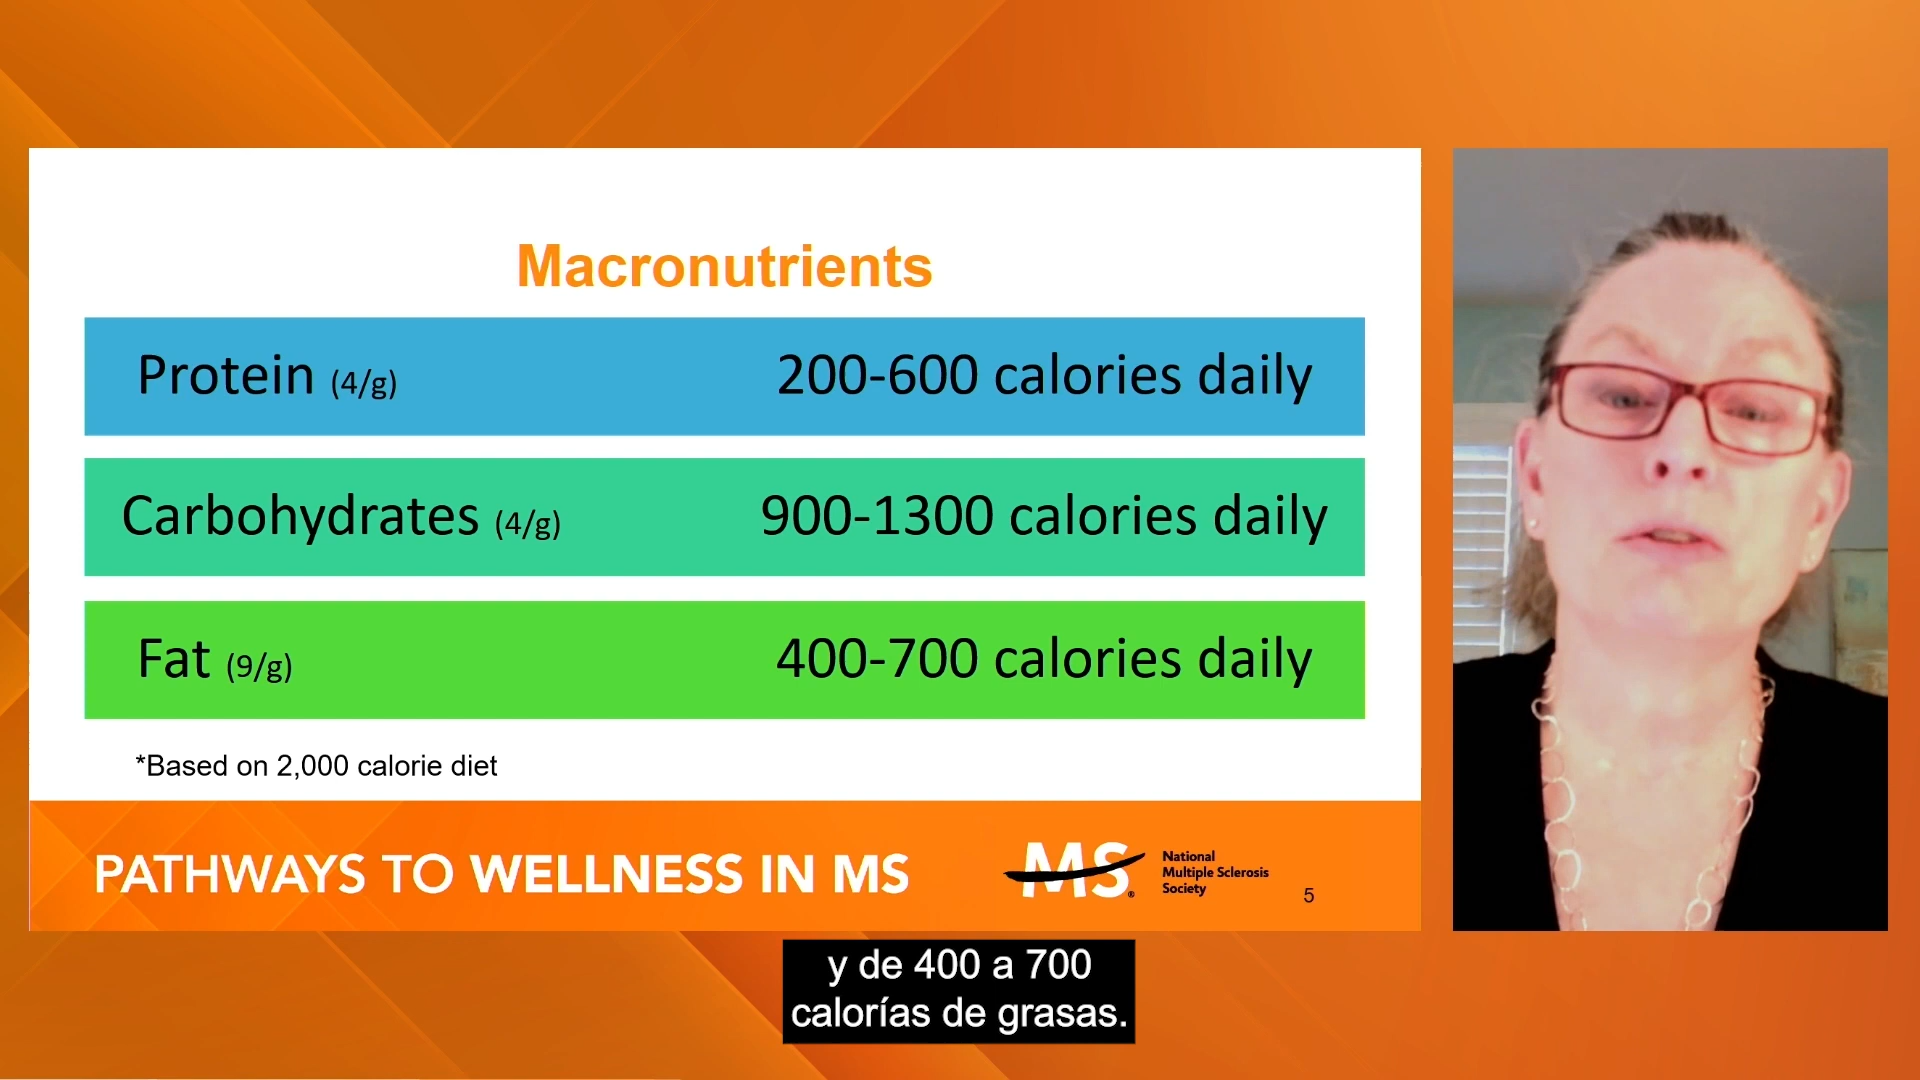 Macronutrients
Protein (4/g) 200-600 calories daily
Carbohydrates (4/g) 900-1300 calories daily
Fat (9/g) 400-700 calories daily
*Based on 2,000 calorie diet
PATHWAYS TO WELLNESS IN MS
MS
National
Multiple Sclerosis
Society
5
y de 400 a 700
calorías de grasas.